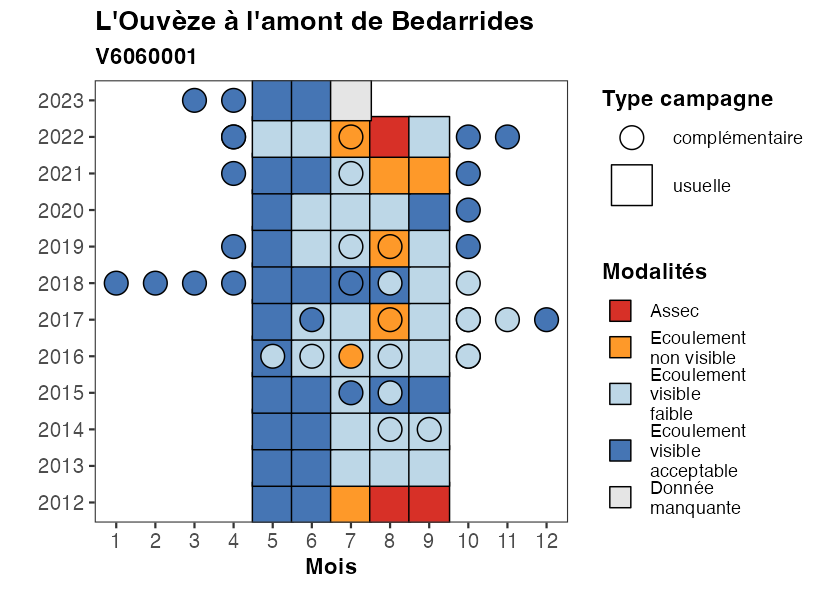 L'Ouvèze à l'amont de Bedarrides
V6060001
2023
2022
2021
2020
2019
2018
2017
2016
2015
2014
2013
2012
1 2 3 4 5 6 7 8 9 10 11 12
Mois
Type campagne
complémentaire
usuelle
Modalités
Assec
Ecoulement
non visible
Ecoulement
visible
faible
Ecoulement
visible
acceptable
Donnée
manquante